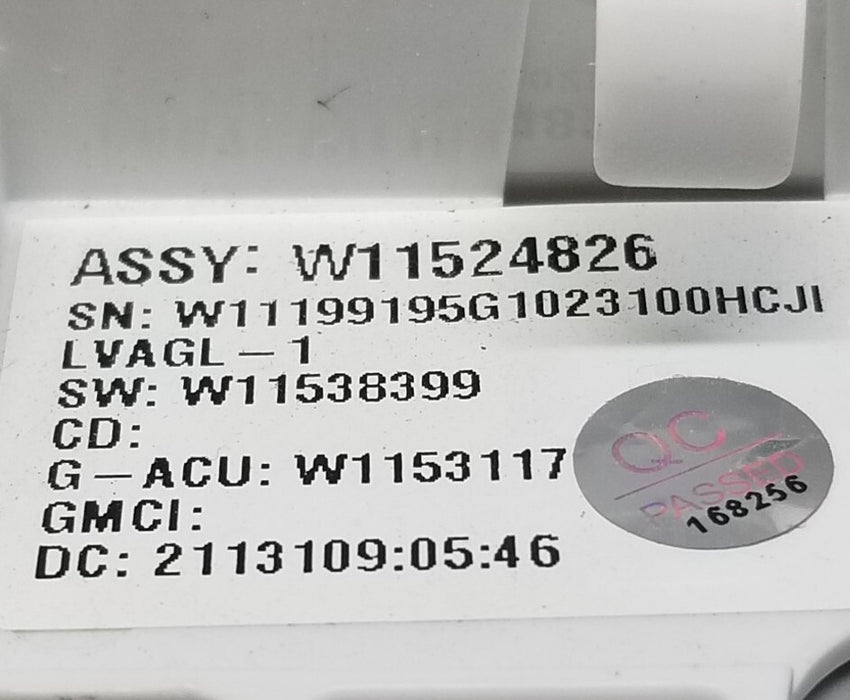 ASSY: W11524826
SN: W11199195G1023100HCJI
LVAGL-1
SW: W11538399
CD:
G-ACU: W1153117
GMCI:
DC: 2113109:05:46
QC
PASSED
168256